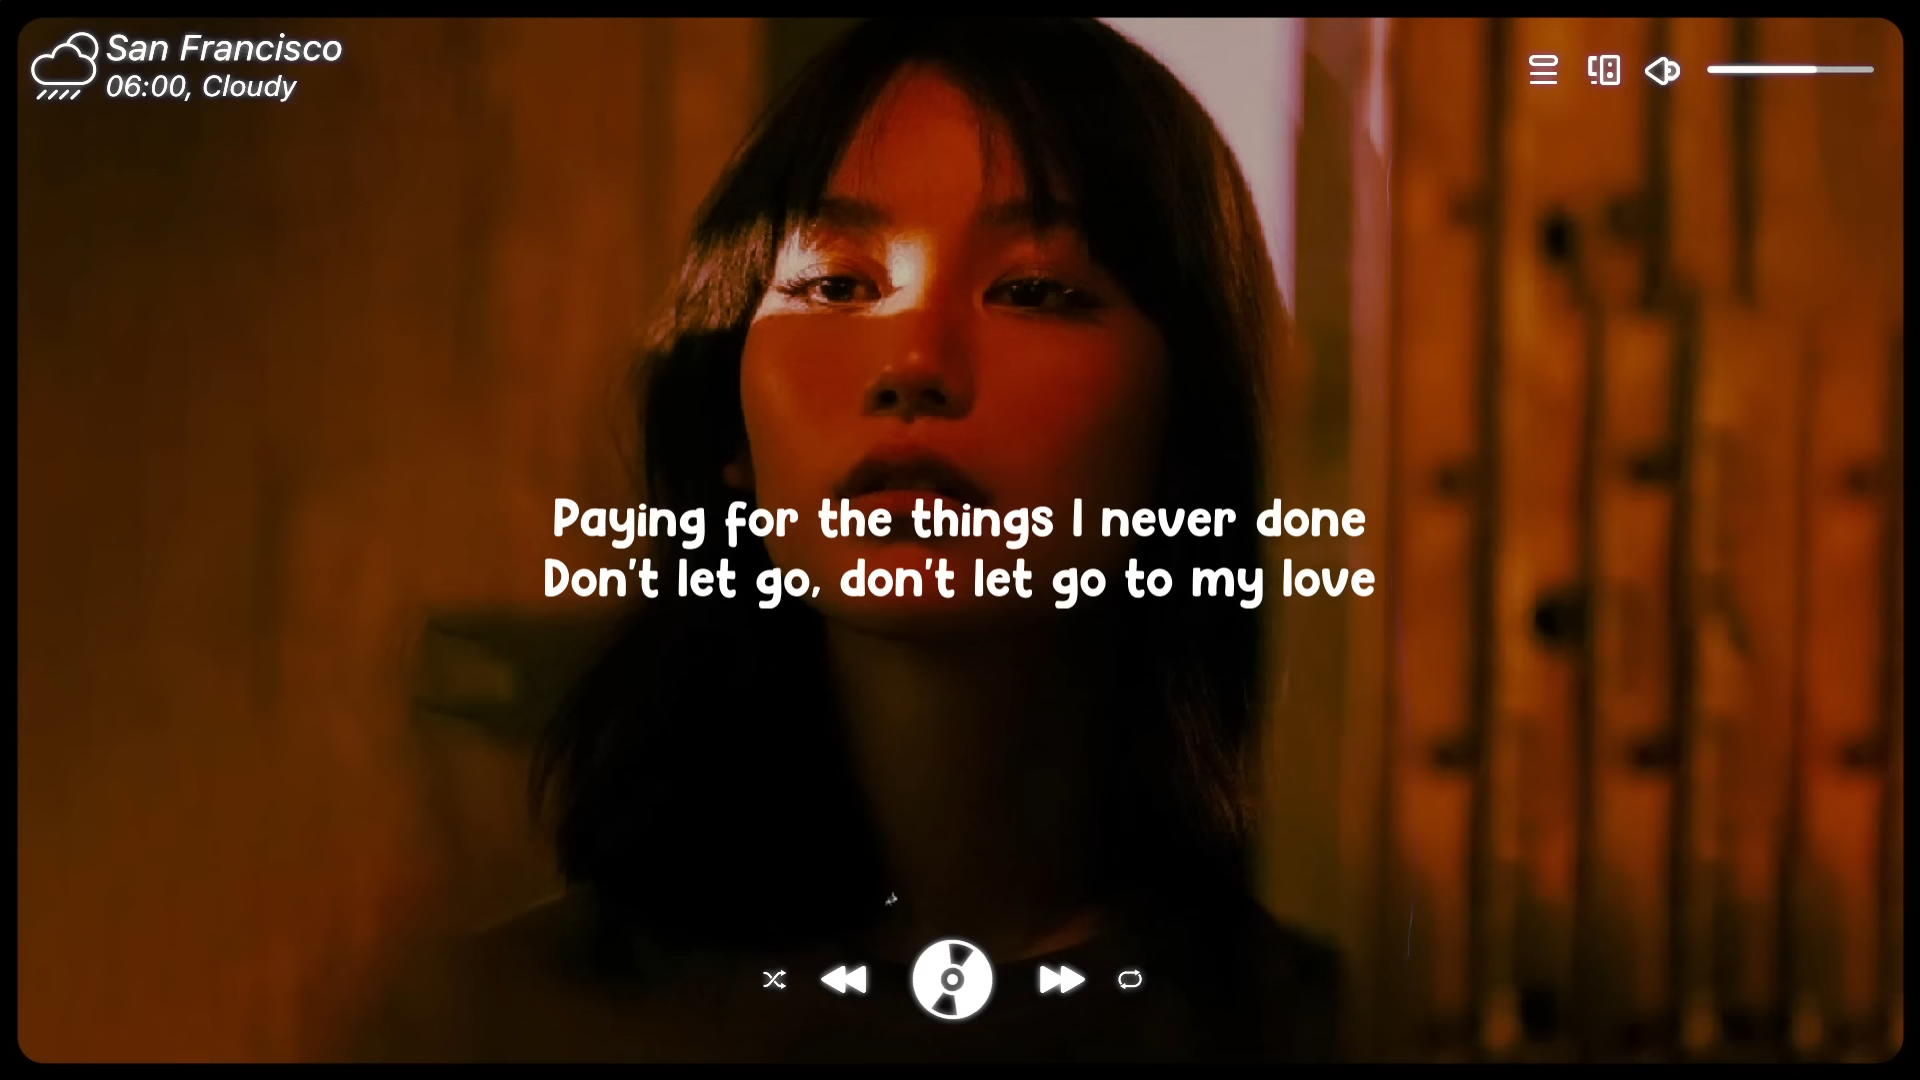 San Francisco
06:00, Cloudy
Paying for the things I never done
Don't let go, don't let go to my love